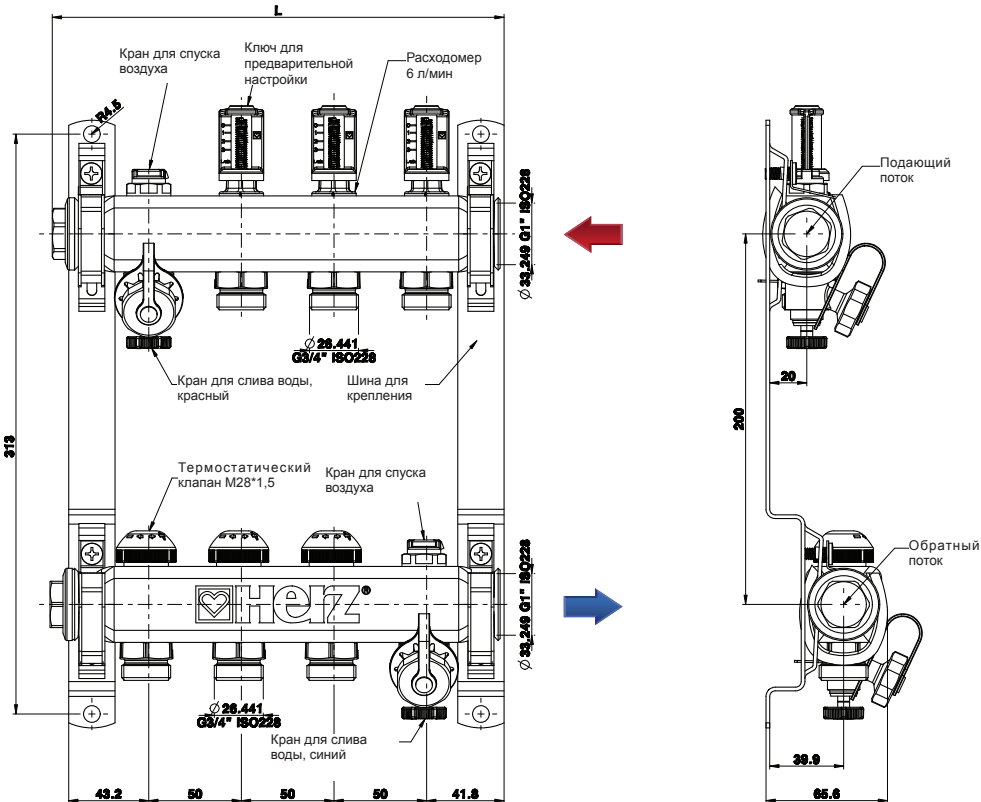 L
Кран для спуска
воздуха
Ключ для
предварительной
настройки
Расходомер
6 л/мин
R4.5
Подающий
поток
Ø 33,249 G1" ISO228
Ø 26.441
G3/4" ISO228
Кран для слива воды,
красный
Шина для
крепления
20
200
313
Термостатический
клапан М28*1,5
Кран для спуска
воздуха
Обратный
поток
Herz®
Ø 33,249 G1" ISO228
Ø 26.441
G3/4" ISO228
Кран для слива
воды, синий
39.9
65.6
43.2
50
50
50
41.8